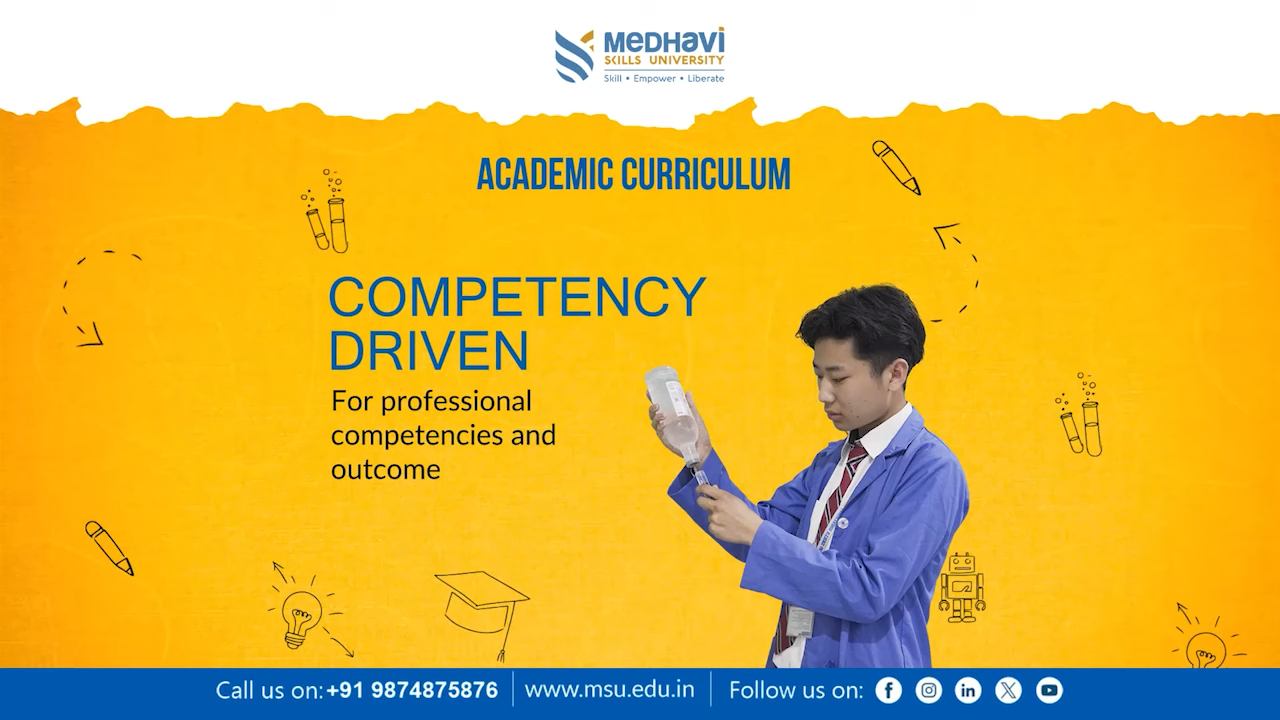 MEDHAVI
SKILLS UNIVERSITY
Skill • Empower • Liberate
ACADEMIC CURRICULUM
COMPETENCY
DRIVEN
For professional
competencies and
outcome
Call us on: +91 9874875876 | www.msu.edu.in | Follow us on: